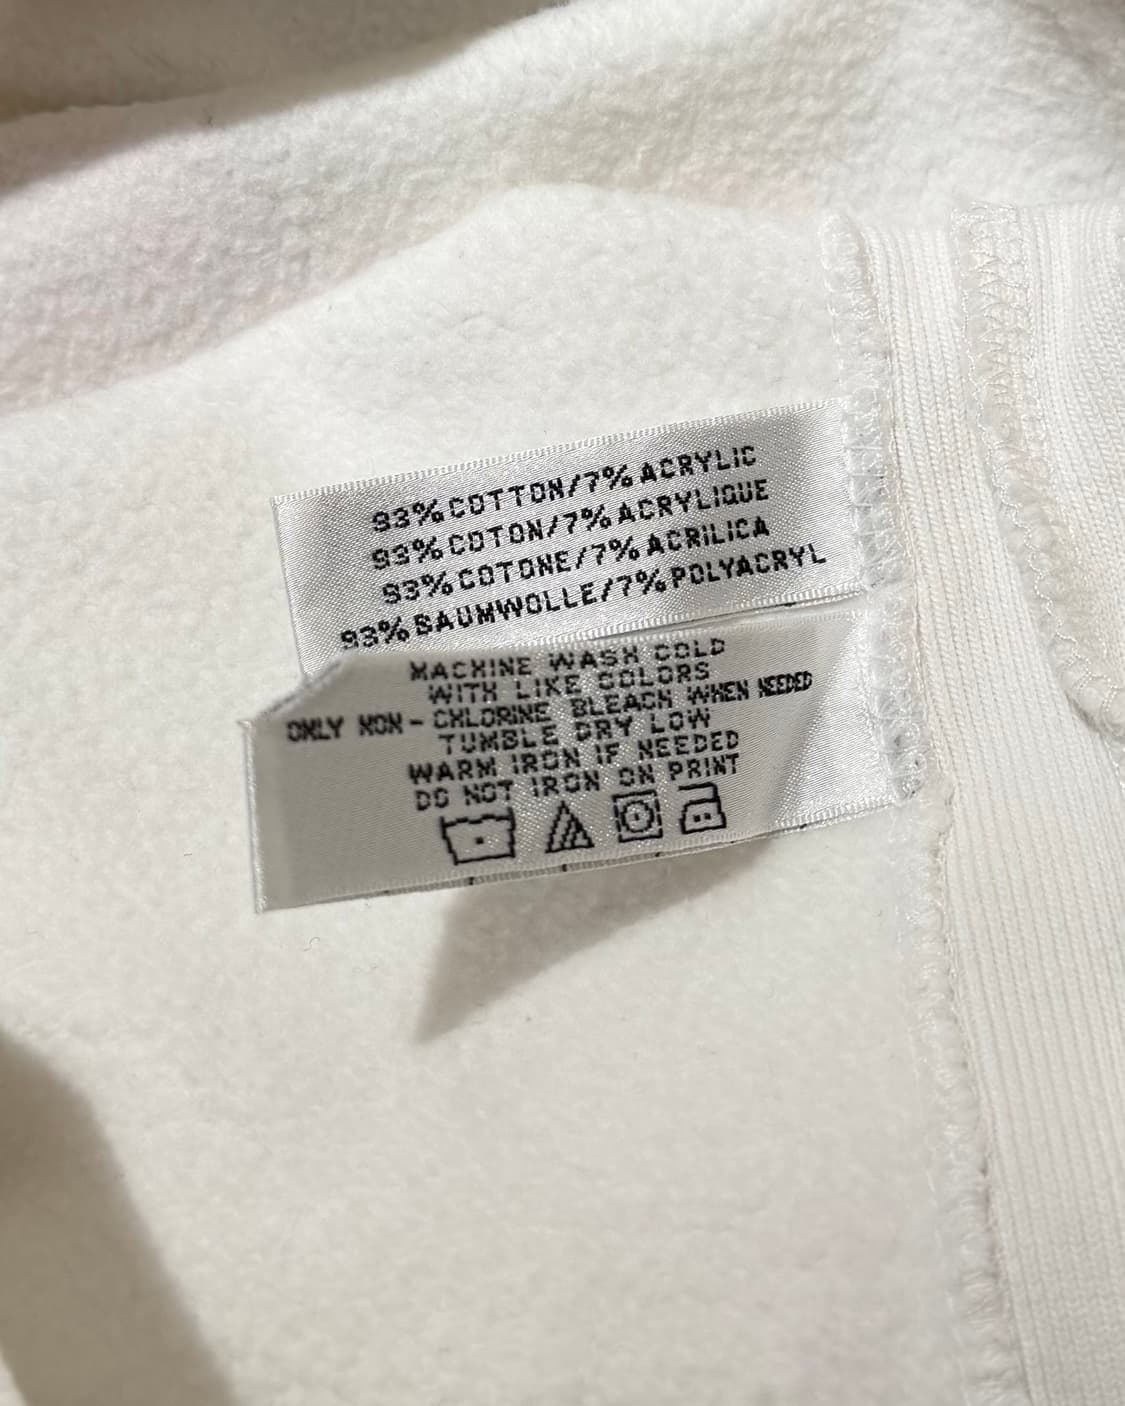 93% COTTON/7% ACRYLIC
93% COTON/7% ACRYLIQUE
93% COTONE/7% ACRILICA
93% BAUMWOLLE/7% POLYACRYL
MACHINE WASH COLD
WITH LIKE COLORS
ONLY NON-CHLORINE BLEACH WHEN NEEDED
TUMBLE DRY LOW
WARM IRON IF NEEDED
DO NOT IRON ON PRINT